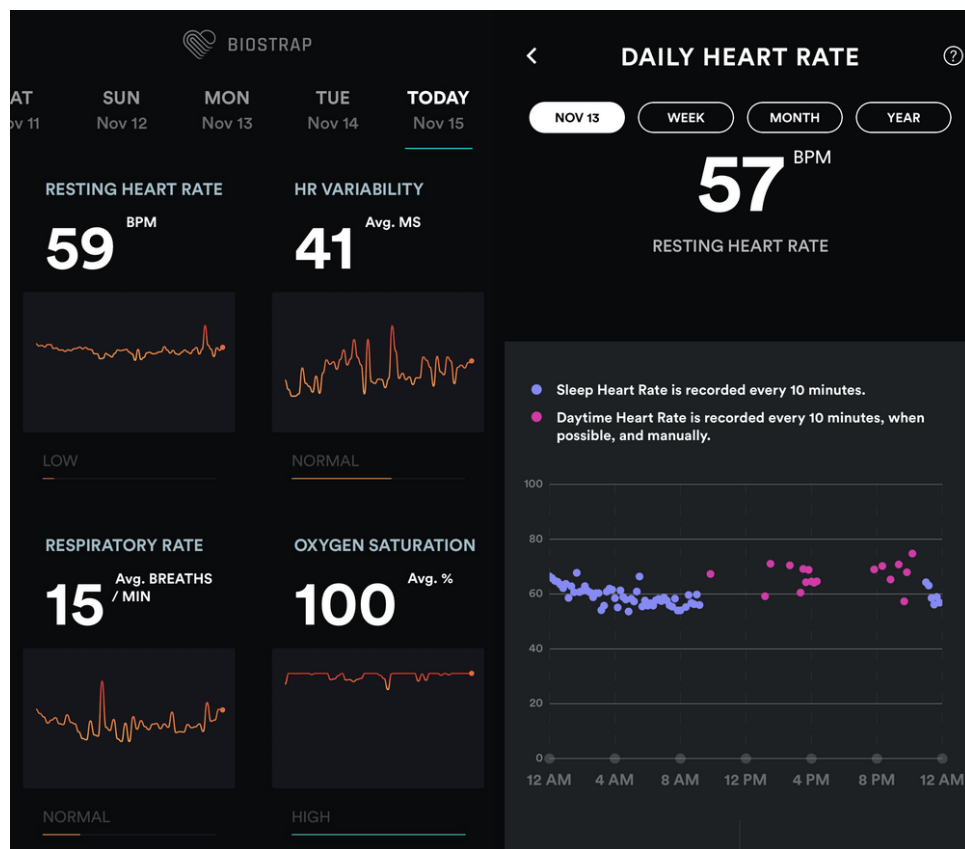 BIOSTRAP
AT SUN MON TUE TODAY
ov 11 Nov 12 Nov 13 Nov 14 Nov 15
RESTING HEART RATE
59 BPM
HR VARIABILITY
41 Avg. MS
LOW
NORMAL
RESPIRATORY RATE
15 Avg. BREATHS
/ MIN
OXYGEN SATURATION
100 Avg. %
NORMAL
HIGH
DAILY HEART RATE
?
NOV 13 WEEK MONTH YEAR
57 BPM
RESTING HEART RATE
Sleep Heart Rate is recorded every 10 minutes.
Daytime Heart Rate is recorded every 10 minutes, when
possible, and manually.
100
80
60
40
20
0
12 AM 4 AM 8 AM 12 PM 4 PM 8 PM 12 AM